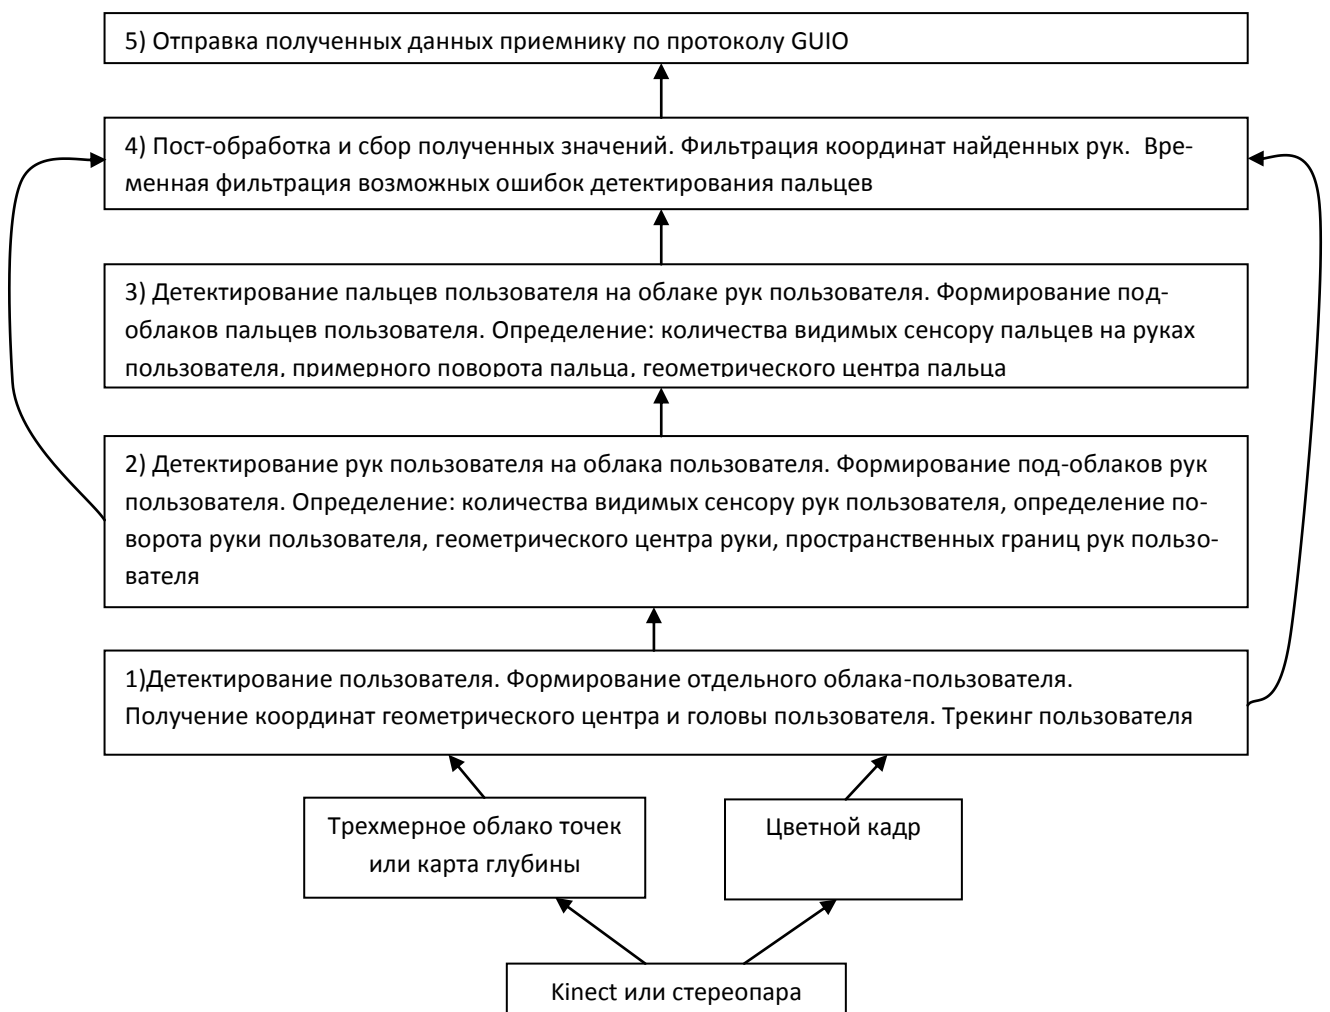 5) Отправка полученных данных приемнику по протоколу GUIO
4) Пост-обработка и сбор полученных значений. Фильтрация координат найденных рук.  Вре-
менная фильтрация возможных ошибок детектирования пальцев
3) Детектирование пальцев пользователя на облаке рук пользователя. Формирование под-
облаков пальцев пользователя. Определение: количества видимых сенсору пальцев на руках
пользователя, примерного поворота пальца, геометрического центра пальца
2) Детектирование рук пользователя на облака пользователя. Формирование под-облаков рук
пользователя. Определение: количества видимых сенсору рук пользователя, определение по-
ворота руки пользователя, геометрического центра руки, пространственных границ рук пользо-
вателя
1)Детектирование пользователя. Формирование отдельного облака-пользователя.
Получение координат геометрического центра и головы пользователя. Трекинг пользователя
Трехмерное облако точек
или карта глубины
Цветной кадр
Kinect или стереопара